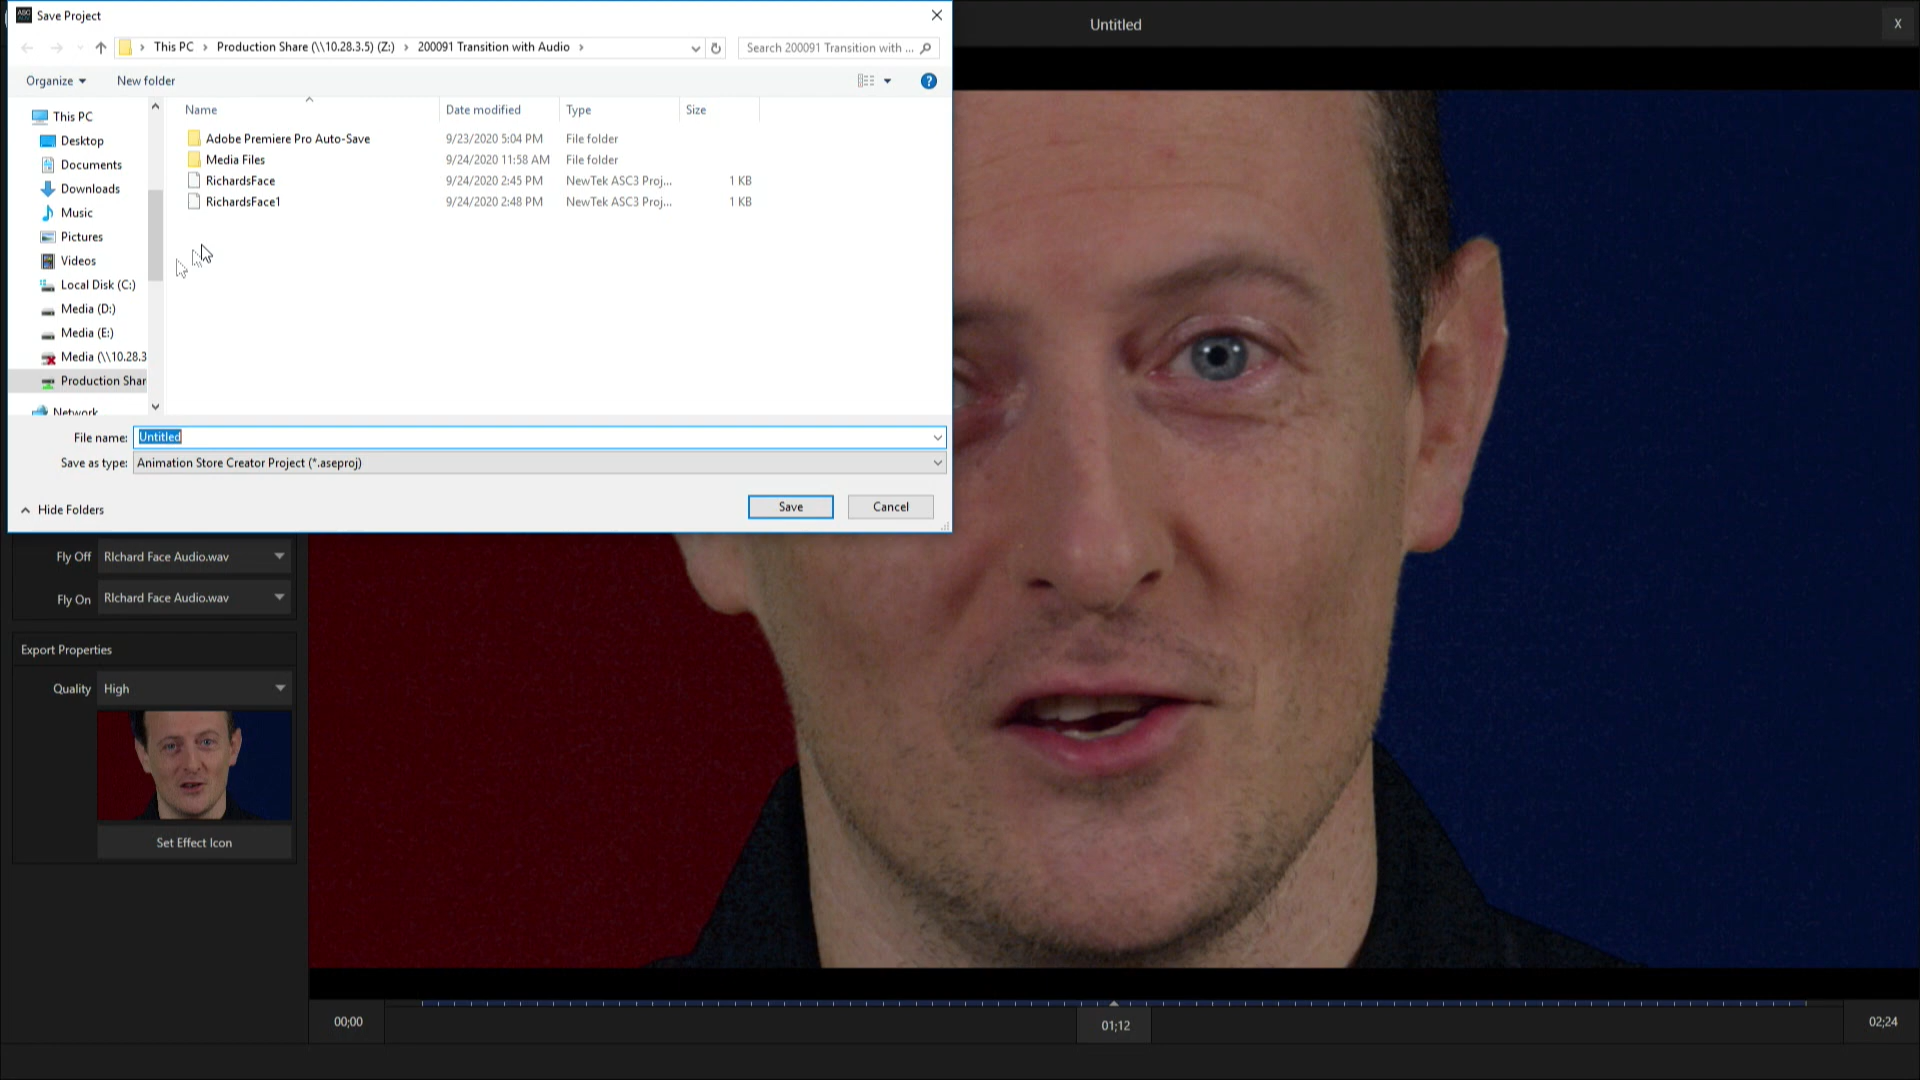 ASC
Save Project
Untitled
X
This PC > Production Share (\\10.28.3.5) (Z:) > 200091 Transition with Audio >
Search 200091 Transition with ...
Organize
New folder
?
This PC
Desktop
Documents
Downloads
Music
Pictures
Videos
Local Disk (C:)
Media (D:)
Media (E:)
Media (\\10.28.3
Production Shar
Network
Name Date modified Type Size
Adobe Premiere Pro Auto-Save 9/23/2020 5:04 PM File folder
Media Files 9/24/2020 11:58 AM File folder
RichardsFace 9/24/2020 2:45 PM NewTek ASC3 Proj... 1 KB
RichardsFace1 9/24/2020 2:48 PM NewTek ASC3 Proj... 1 KB
File name: Untitled
Save as type: Animation Store Creator Project (*.aseproj)
Hide Folders
Save
Cancel
Fly Off RIchard Face Audio.wav
Fly On RIchard Face Audio.wav
Export Properties
Quality High
Set Effect Icon
00;00
01;12
02;24